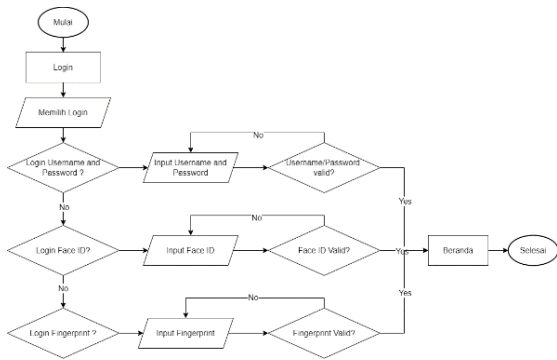 Mulai
Login
Memilih Login
Login Username and
Password ?
Input Username and
Password
No
Username/Password
valid?
Yes
No
Login Face ID?
Input Face ID
No
Face ID Valid?
Yes
Beranda
Selesai
No
Login Fingerprint ?
Input Fingerprint
No
Fingerprint Valid?
Yes